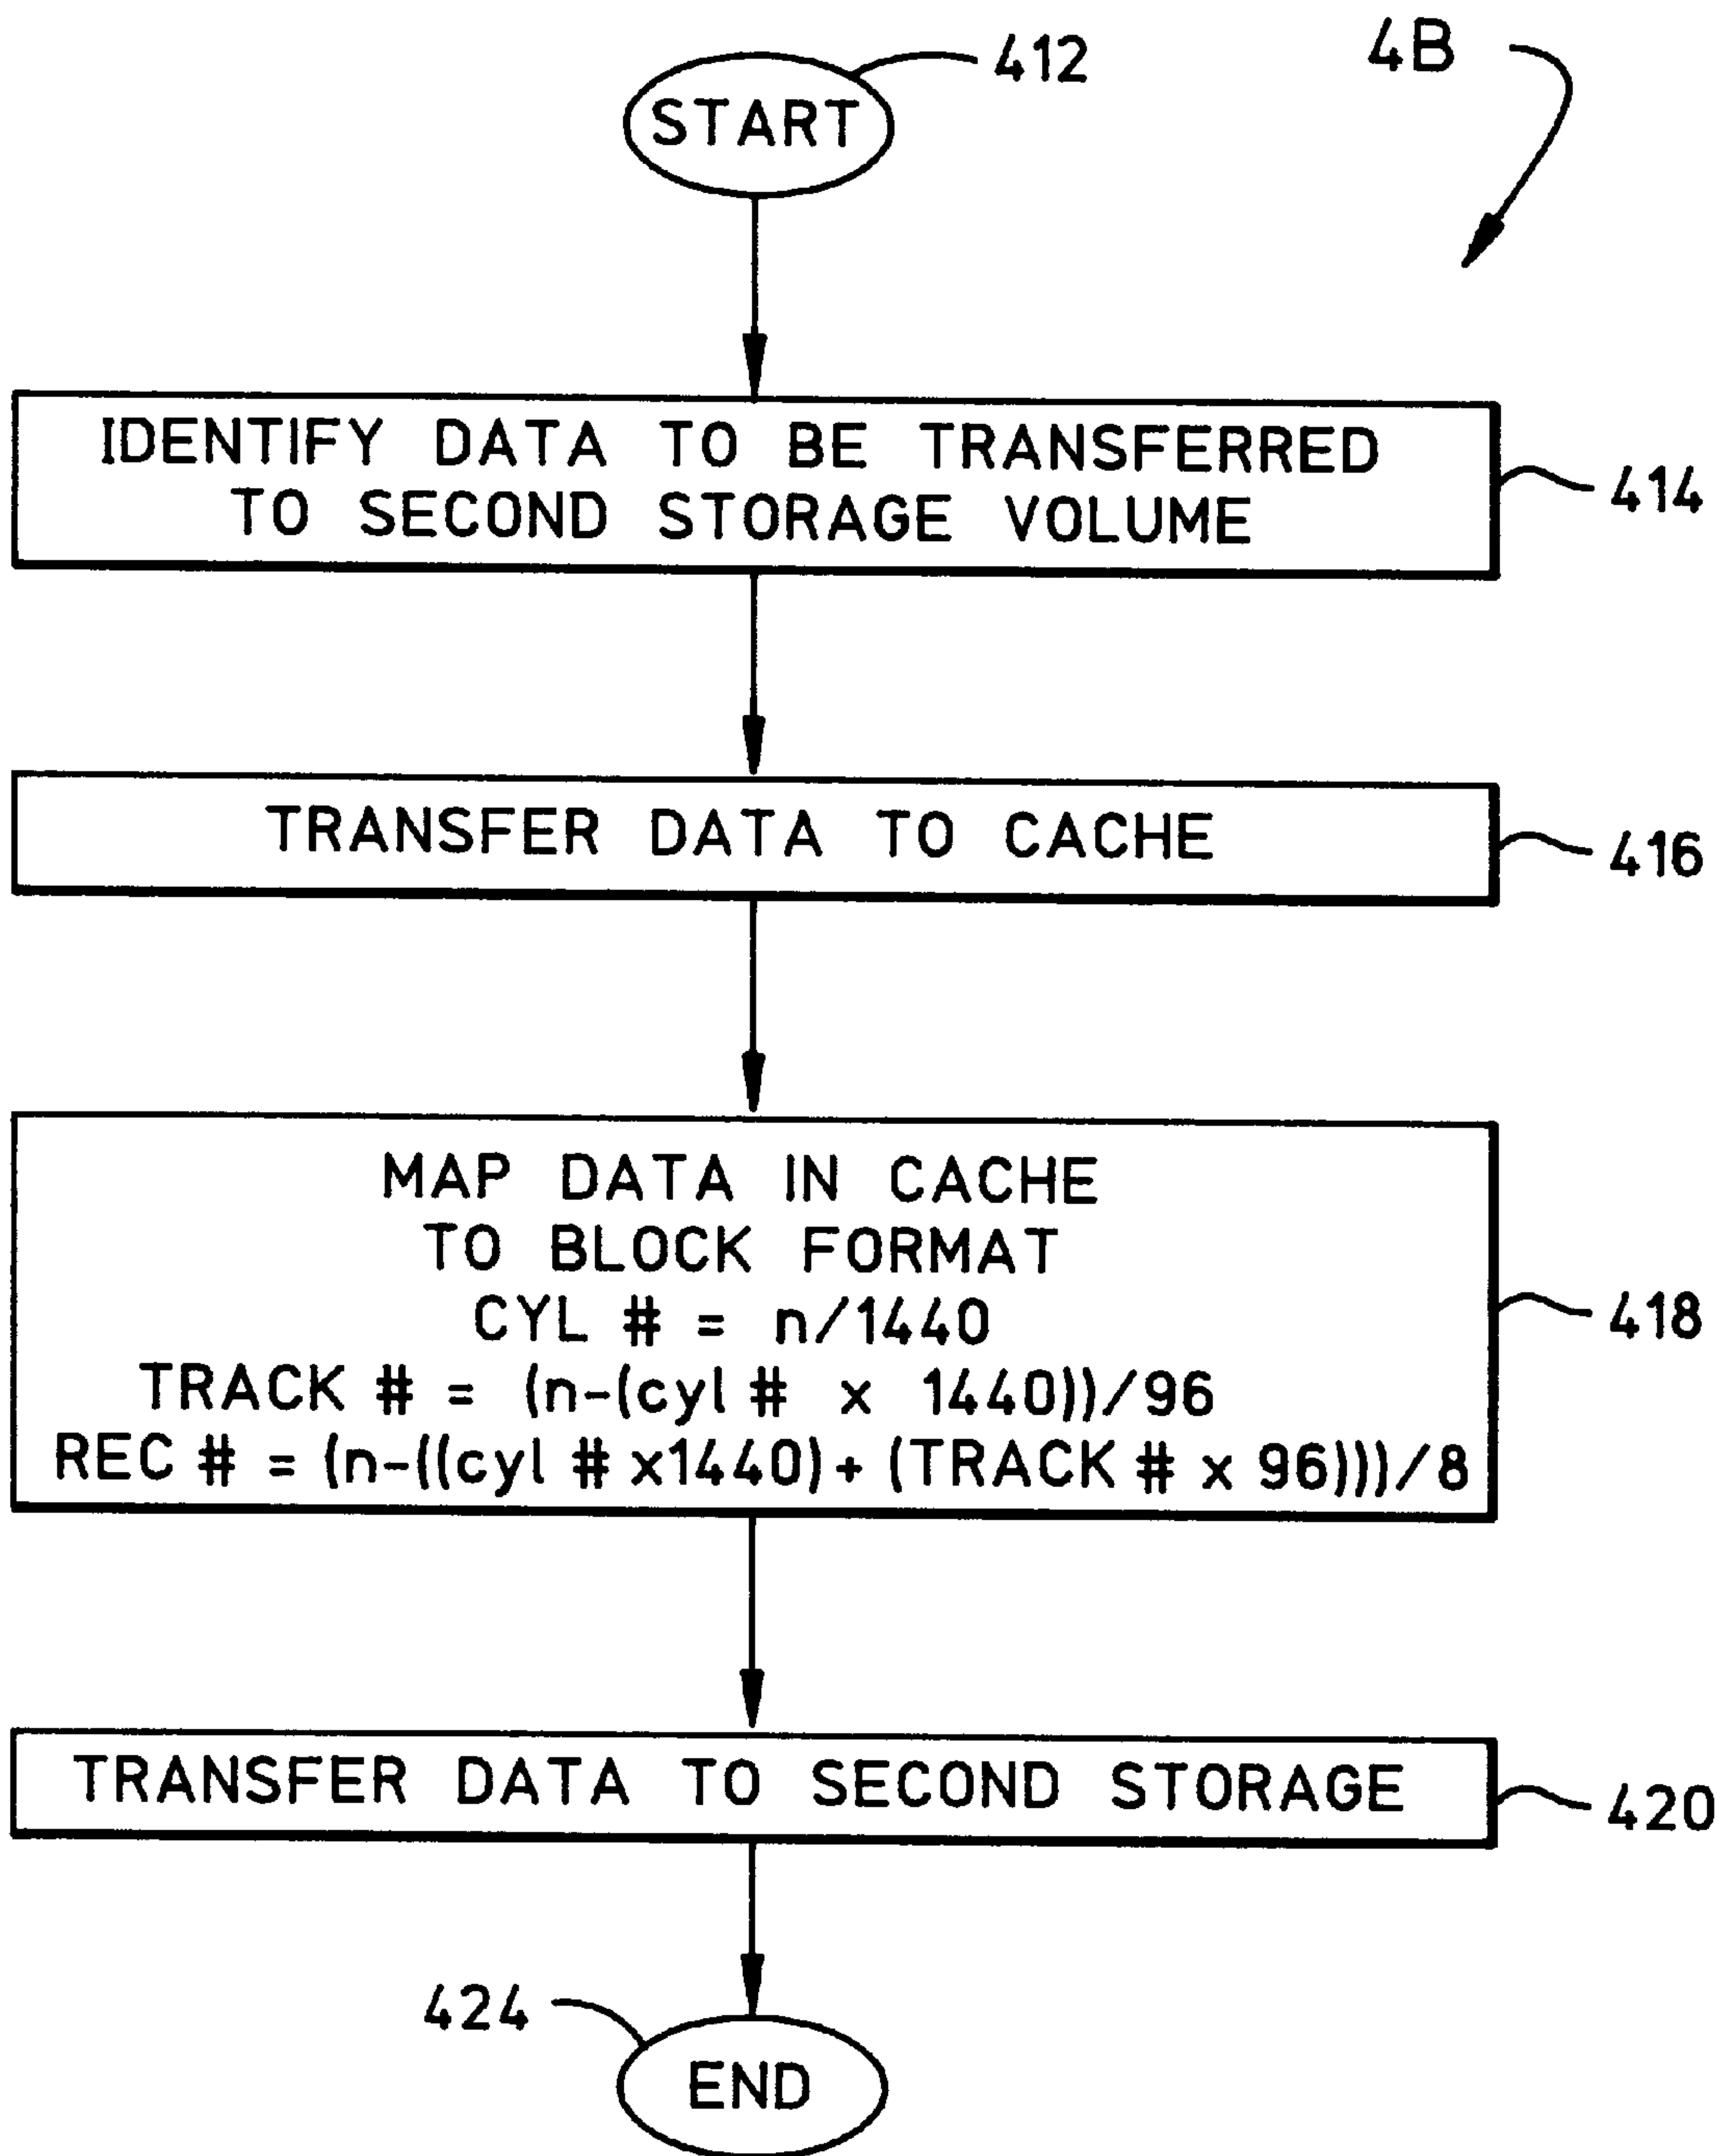 412
4B
START
IDENTIFY DATA TO BE TRANSFERRED
TO SECOND STORAGE VOLUME
414
TRANSFER DATA TO CACHE
416
MAP DATA IN CACHE
TO BLOCK FORMAT
CYL # = n/1440
TRACK # = (n-(cyl # x 1440))/96
REC # = (n-((cyl # x1440)+(TRACK # x 96)))/8
418
TRANSFER DATA TO SECOND STORAGE
420
424
END